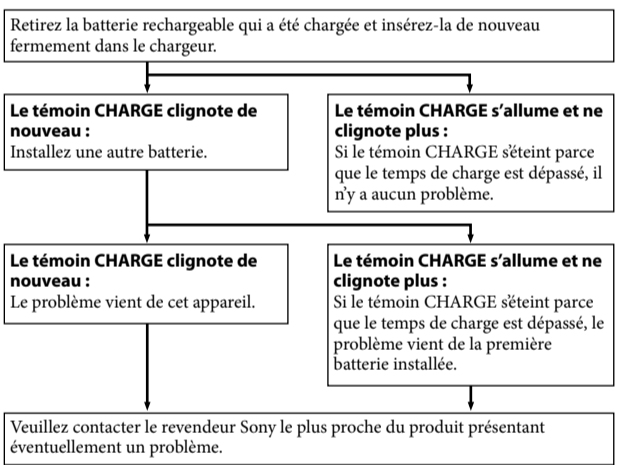 Retirez la batterie rechargeable qui a été chargée et insérez-la de nouveau
fermement dans le chargeur.
Le témoin CHARGE clignote de
nouveau :
Installez une autre batterie.
Le témoin CHARGE s’allume et ne
clignote plus :
Si le témoin CHARGE s’éteint parce
que le temps de charge est dépassé, il
n’y a aucun problème.
Le témoin CHARGE clignote de
nouveau :
Le problème vient de cet appareil.
Le témoin CHARGE s’allume et ne
clignote plus :
Si le témoin CHARGE s’éteint parce
que le temps de charge est dépassé, le
problème vient de la première
batterie installée.
Veuillez contacter le revendeur Sony le plus proche du produit présentant
éventuellement un problème.